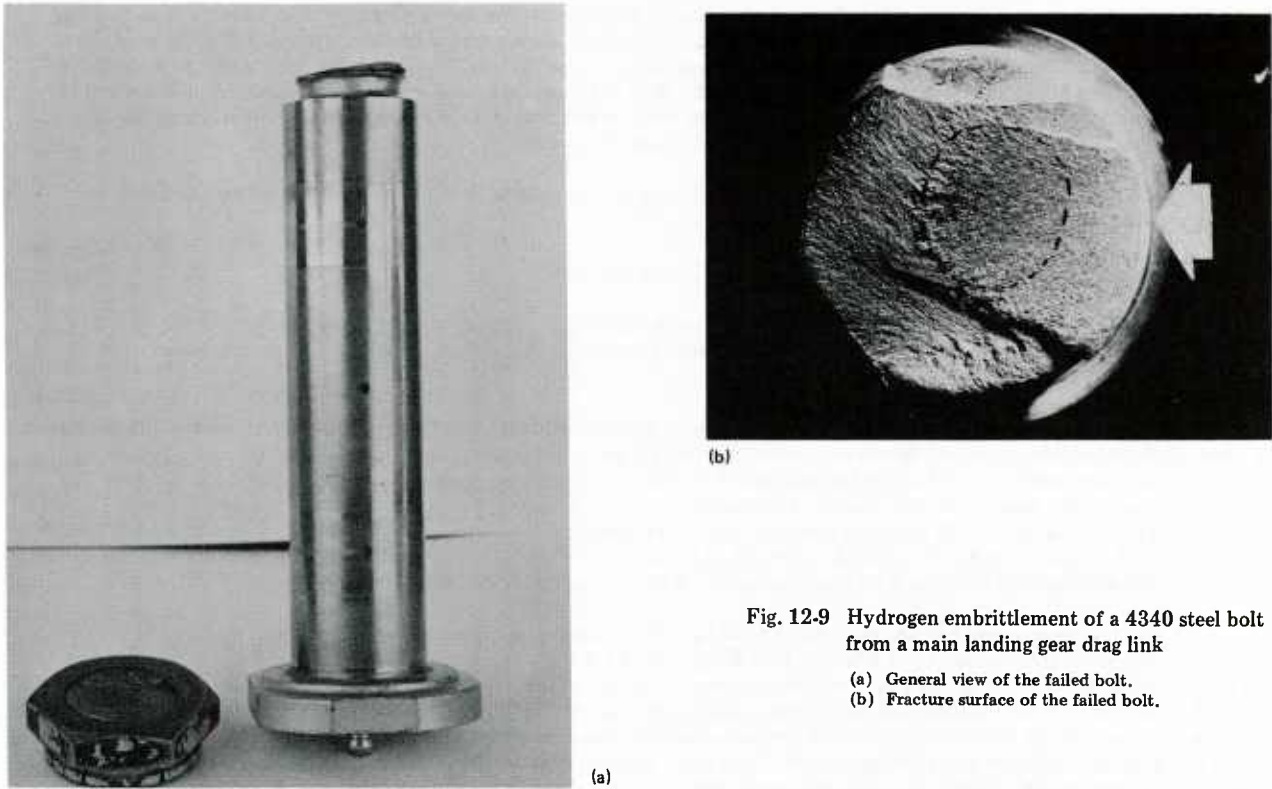 (b)
Fig. 12-9 Hydrogen embrittlement of a 4340 steel bolt
from a main landing gear drag link
(a) General view of the failed bolt.
(b) Fracture surface of the failed bolt.
(a)